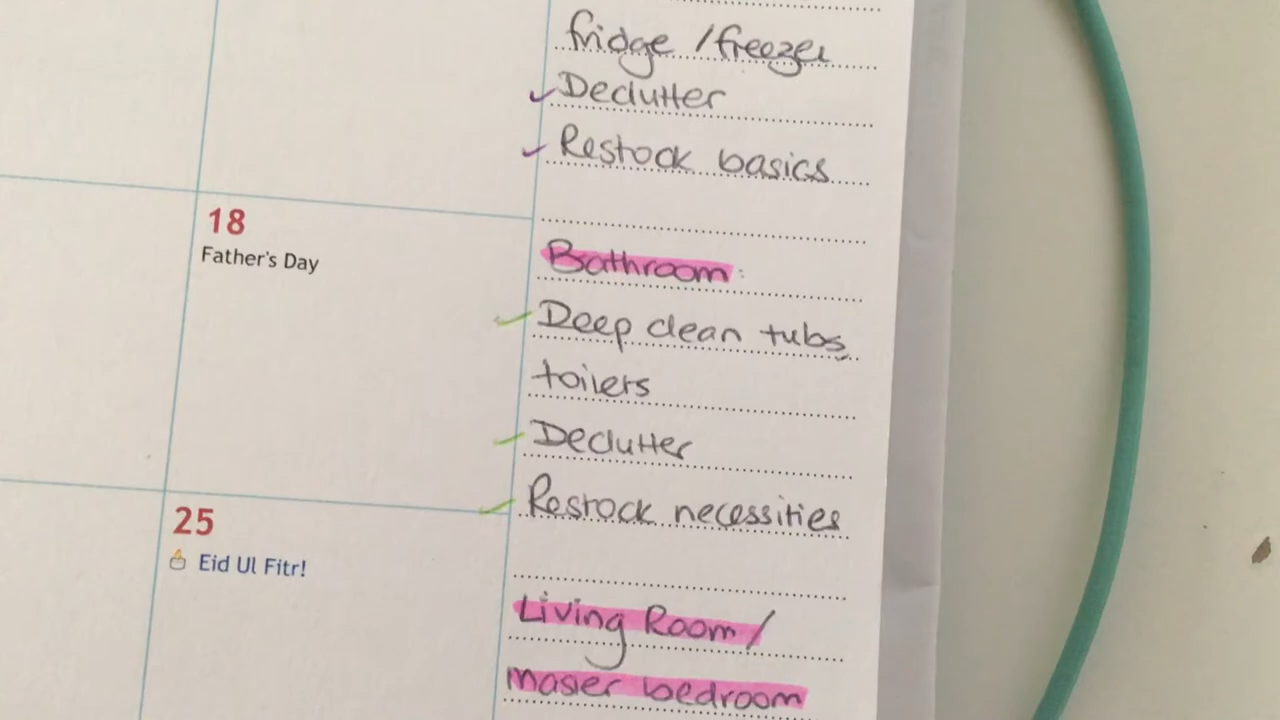 fridge /freezer
Declutter
Restock basics
18
Father's Day
Bathroom:
Deep clean tubs,
toilets
Declutter
Restock necessities
25
Eid Ul Fitr!
Living Room/
Master bedroom